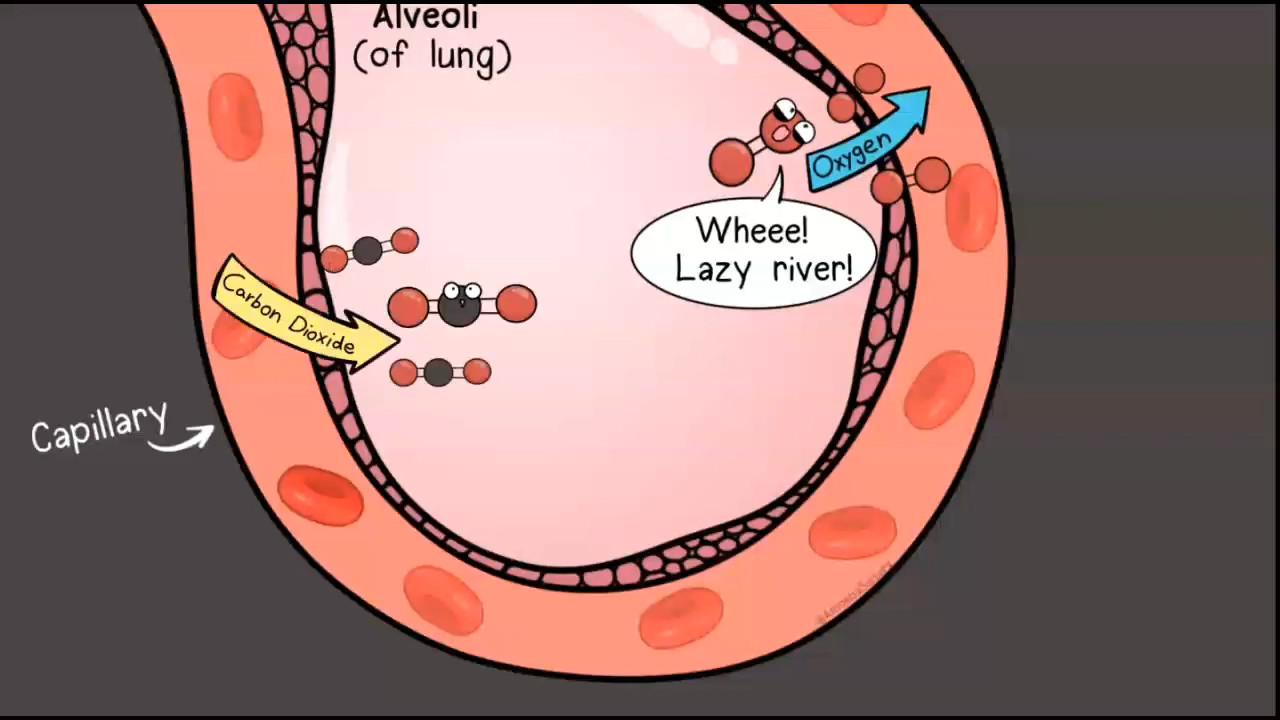 Alveoli
(of lung)
Oxygen
Wheee!
Lazy river!
Carbon Dioxide
Capillary